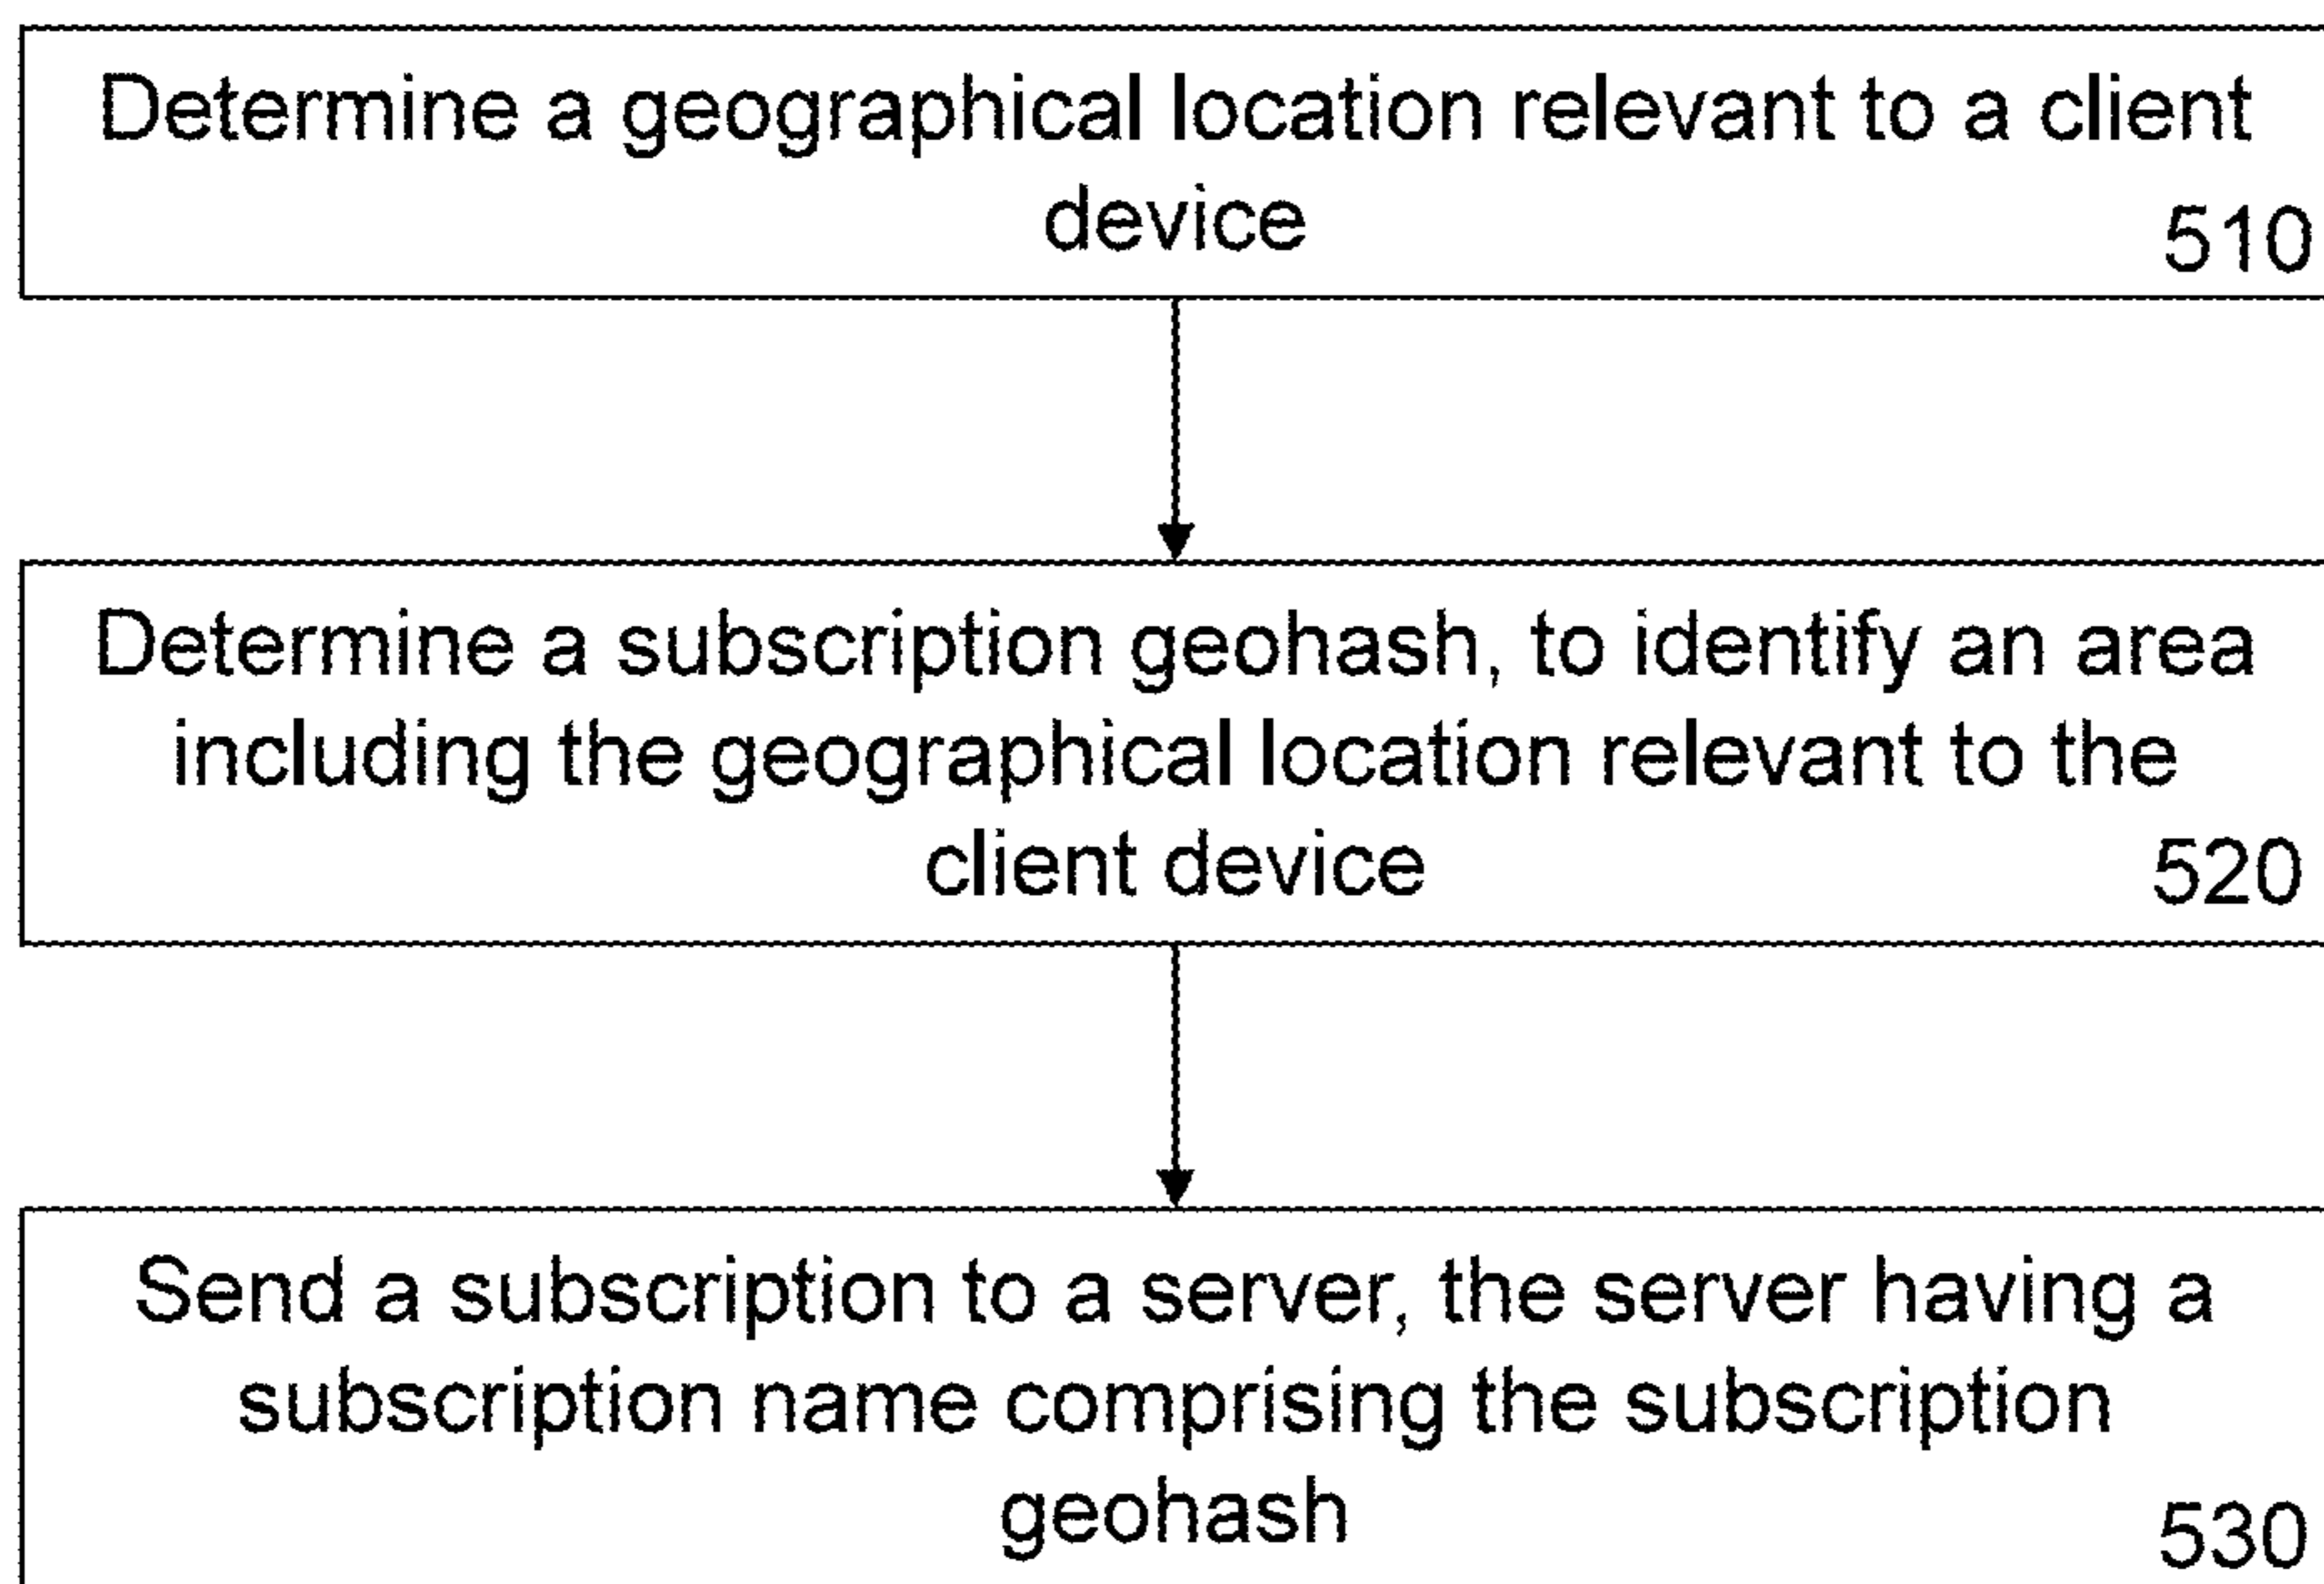 Determine a geographical location relevant to a client
device
510
Determine a subscription geohash, to identify an area
including the geographical location relevant to the
client device
520
Send a subscription to a server, the server having a
subscription name comprising the subscription
geohash
530